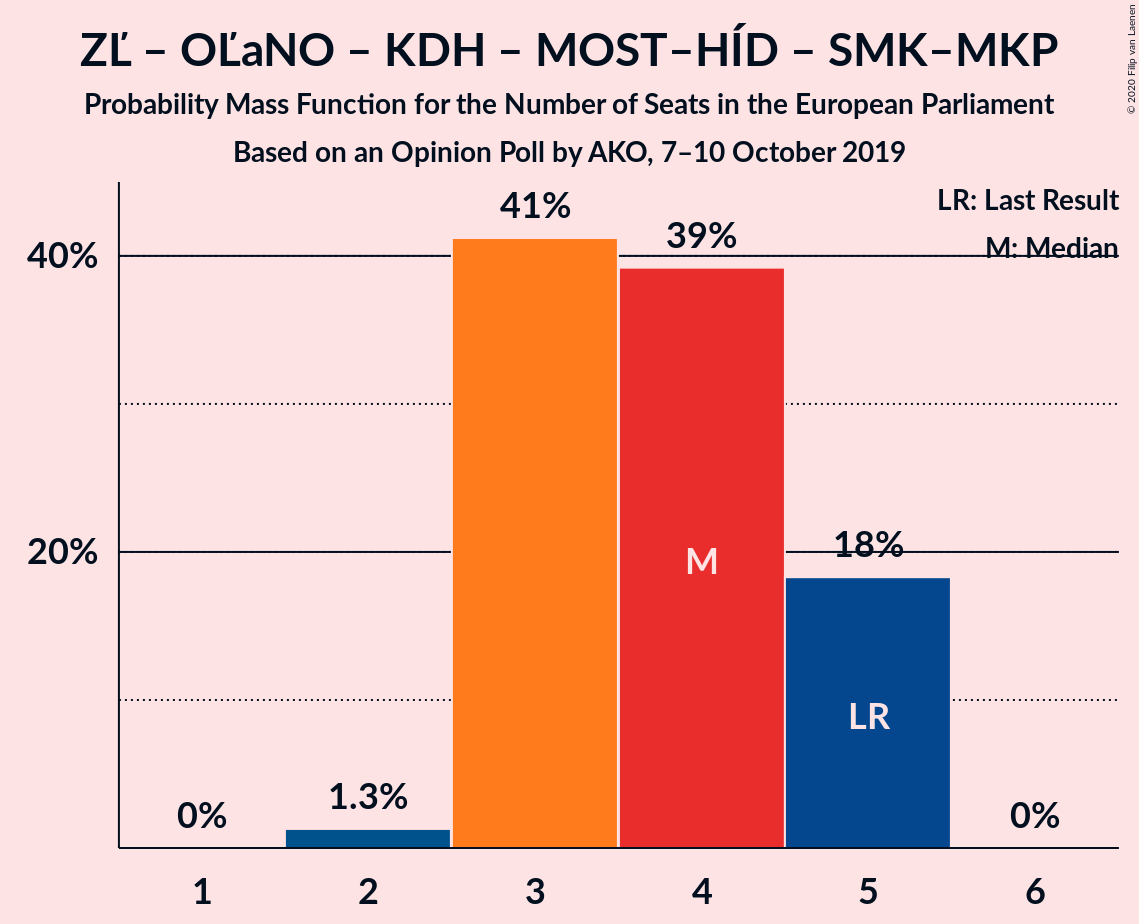 ZĽ – OĽaNO – KDH – MOST–HÍD – SMK–MKP
Probability Mass Function for the Number of Seats in the European Parliament
Based on an Opinion Poll by AKO, 7–10 October 2019
© 2020 Filip van Laenen
LR: Last Result
M: Median
41%
39%
40%
18%
20%
M
LR
1.3%
0%
0%
1 2 3 4 5 6